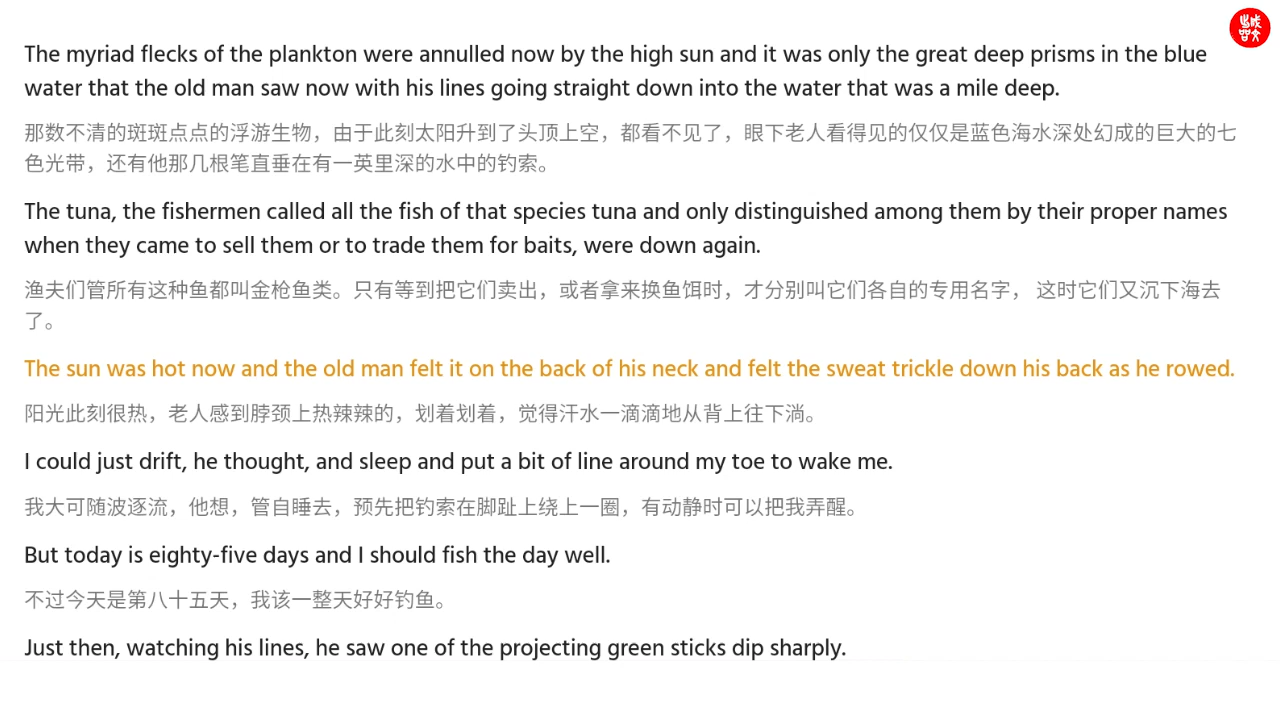 The myriad flecks of the plankton were annulled now by the high sun and it was only the great deep prisms in the blue
water that the old man saw now with his lines going straight down into the water that was a mile deep.
那数不清的斑斑点点的浮游生物，由于此刻太阳升到了头顶上空，都看不见了，眼下老人看得见的仅仅是蓝色海水深处幻成的巨大的七
色光带，还有他那几根笔直垂在有一英里深的水中的钓索。
The tuna, the fishermen called all the fish of that species tuna and only distinguished among them by their proper names
when they came to sell them or to trade them for baits, were down again.
渔夫们管所有这种鱼都叫金枪鱼类。只有等到把它们卖出，或者拿来换鱼饵时，才分别叫它们各自的专用名字， 这时它们又沉下海去
了。
The sun was hot now and the old man felt it on the back of his neck and felt the sweat trickle down his back as he rowed.
阳光此刻很热，老人感到脖颈上热辣辣的，划着划着，觉得汗水一滴滴地从背上往下淌。
I could just drift, he thought, and sleep and put a bit of line around my toe to wake me.
我大可随波逐流，他想，管自睡去，预先把钓索在脚趾上绕上一圈，有动静时可以把我弄醒。
But today is eighty-five days and I should fish the day well.
不过今天是第八十五天，我该一整天好好钓鱼。
Just then, watching his lines, he saw one of the projecting green sticks dip sharply.